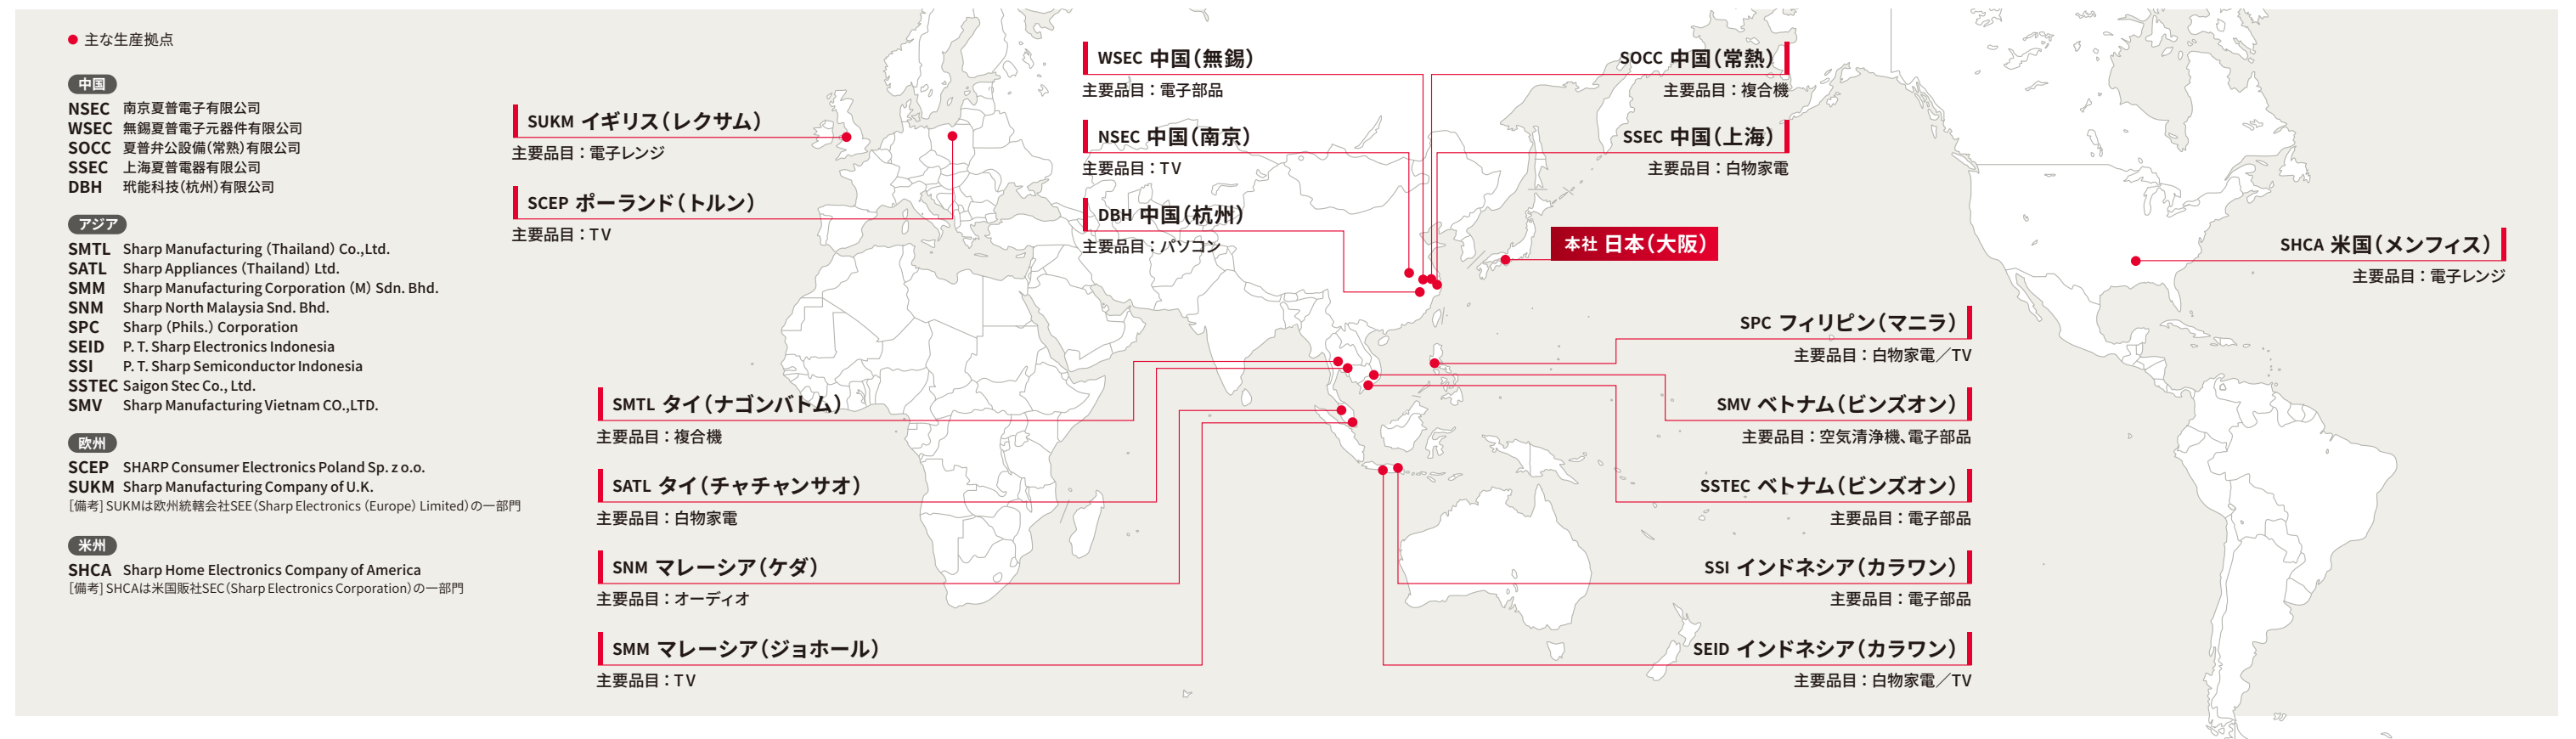 主な生産拠点
中国
NSEC 南京夏普電子有限公司
WSEC 無錫夏普電子元器件有限公司
SOCC 夏普弁公設備(常熟)有限公司
SSEC 上海夏普電器有限公司
DBH 玳能科技(杭州)有限公司
アジア
SMTL Sharp Manufacturing (Thailand) Co.,Ltd.
SATL Sharp Appliances (Thailand) Ltd.
SMM Sharp Manufacturing Corporation (M) Sdn. Bhd.
SNM Sharp North Malaysia Snd. Bhd.
SPC Sharp (Phils.) Corporation
SEID P. T. Sharp Electronics Indonesia
SSI P. T. Sharp Semiconductor Indonesia
SSTEC Saigon Stec Co., Ltd.
SMV Sharp Manufacturing Vietnam CO.,LTD.
欧州
SCEP SHARP Consumer Electronics Poland Sp. z o.o.
SUKM Sharp Manufacturing Company of U.K.
[備考] SUKMは欧州統轄会社SEE(Sharp Electronics (Europe) Limited)の一部門
米州
SHCA Sharp Home Electronics Company of America
[備考] SHCAは米国販社SEC(Sharp Electronics Corporation)の一部門
SUKM イギリス(レクサム)
主要品目:電子レンジ
SCEP ポーランド(トルン)
主要品目:TV
WSEC 中国(無錫)
主要品目:電子部品
NSEC 中国(南京)
主要品目:TV
DBH 中国(杭州)
主要品目:パソコン
SOCC 中国(常熟)
主要品目:複合機
SSEC 中国(上海)
主要品目:白物家電
本社 日本(大阪)
SHCA 米国(メンフィス)
主要品目:電子レンジ
SMTL タイ(ナゴンバトム)
主要品目:複合機
SATL タイ(チャチャンサオ)
主要品目:白物家電
SNM マレーシア(ケダ)
主要品目:オーディオ
SMM マレーシア(ジョホール)
主要品目:TV
SPC フィリピン(マニラ)
主要品目:白物家電/TV
SMV ベトナム(ビンズオン)
主要品目:空気清浄機、電子部品
SSTEC ベトナム(ビンズオン)
主要品目:電子部品
SSI インドネシア(カラワン)
主要品目:電子部品
SEID インドネシア(カラワン)
主要品目:白物家電/TV